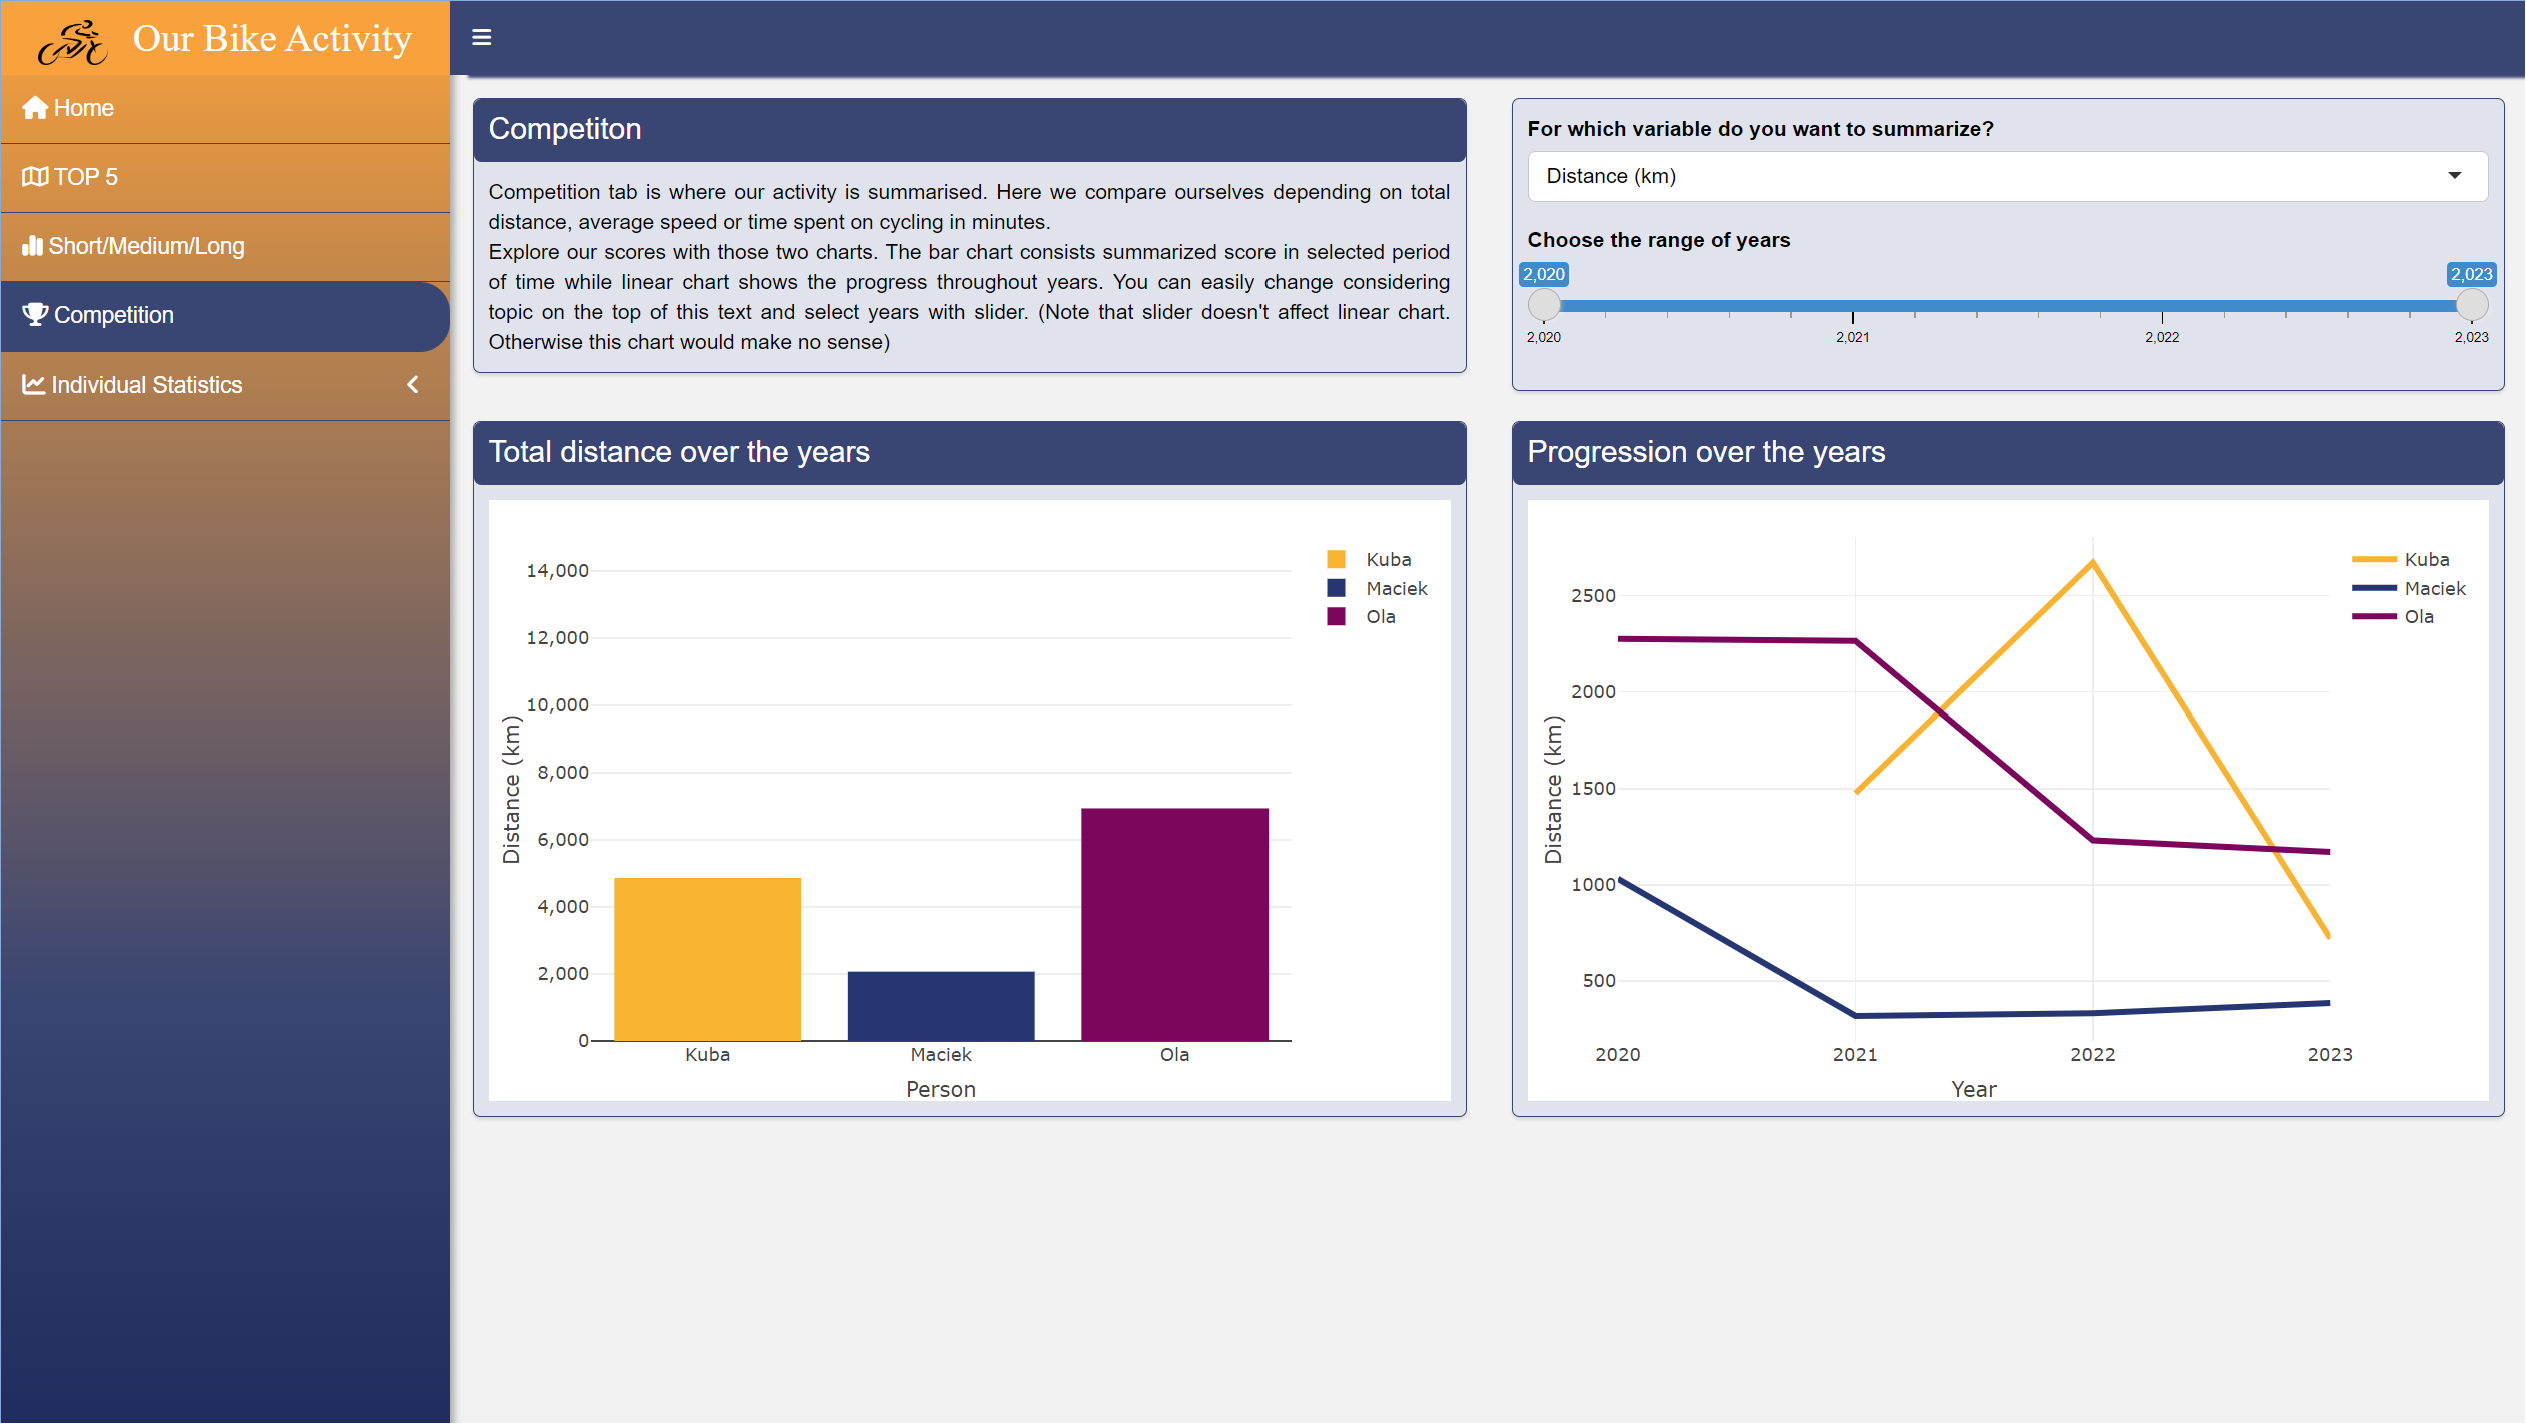 Our Bike Activity
Home
TOP 5
Short/Medium/Long
Competition
Individual Statistics
Competiton
Competition tab is where our activity is summarised. Here we compare ourselves depending on total
distance, average speed or time spent on cycling in minutes.
Explore our scores with those two charts. The bar chart consists summarized score in selected period
of time while linear chart shows the progress throughout years. You can easily change considering
topic on the top of this text and select years with slider. (Note that slider doesn't affect linear chart.
Otherwise this chart would make no sense)
For which variable do you want to summarize?
Distance (km)
Choose the range of years
2,020 2,023
2,020 2,021 2,022 2,023
Total distance over the years
Distance (km)
14,000
12,000
10,000
8,000
6,000
4,000
2,000
0
Kuba Maciek Ola
Person
Kuba
Maciek
Ola
Progression over the years
Distance (km)
2500
2000
1500
1000
500
2020 2021 2022 2023
Year
Kuba
Maciek
Ola